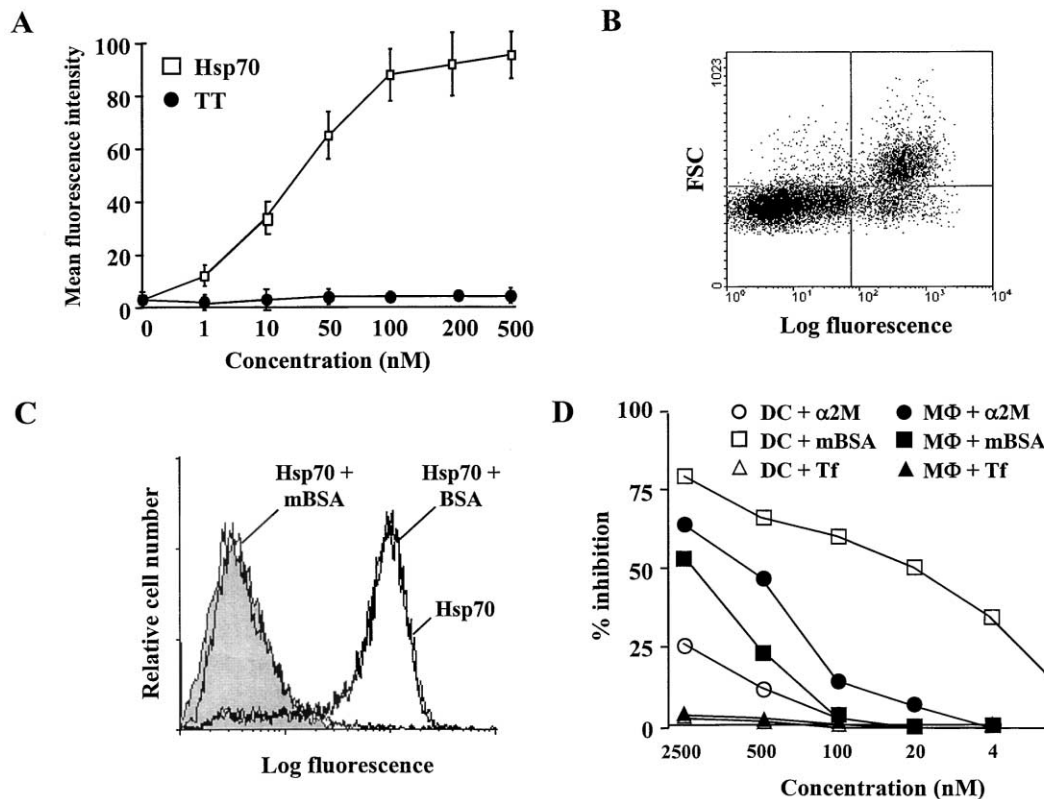 A
Mean fluorescence intensity
100
80
60
40
20
0
Hsp70
TT
0 1 10 50 100 200 500
Concentration (nM)
B
FSC
1023
0
10⁰ 10¹ 10² 10³ 10⁴
Log fluorescence
C
Relative cell number
Hsp70 +
mBSA
Hsp70 +
BSA
Hsp70
Log fluorescence
D
% inhibition
100
75
50
25
0
DC + α2M
DC + mBSA
DC + Tf
MΦ + α2M
MΦ + mBSA
MΦ + Tf
2500 500 100 20 4
Concentration (nM)